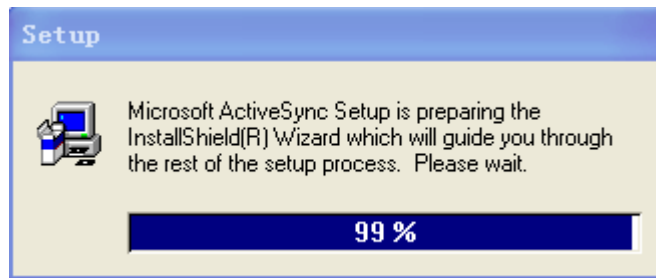 Setup
Microsoft ActiveSync Setup is preparing the
InstallShield(R) Wizard which will guide you through
the rest of the setup process.  Please wait.
99 %